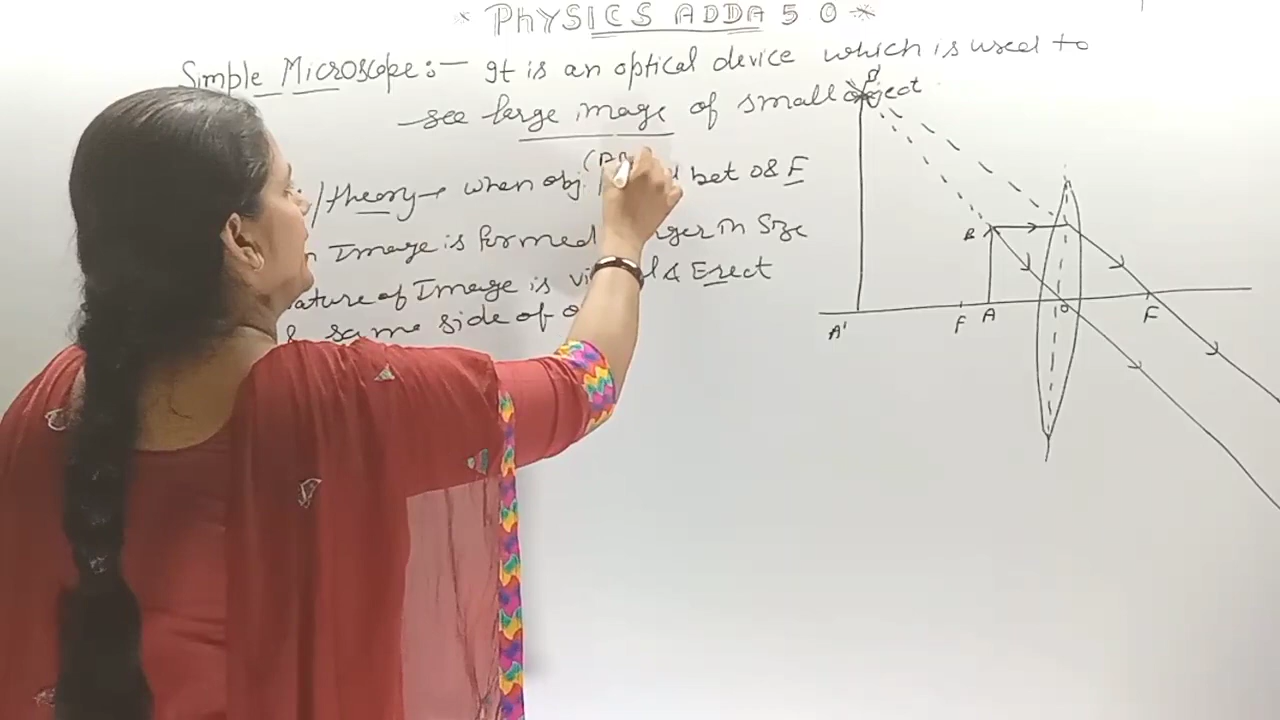 * PHYSICS ADDA 5 0 *
Simple Microscope:- It is an optical device which is used to
see large image of small object
/theory → when obj. bet O & F
Image is formed in Size
nature of Image is & Erect
& same side of
B'
B
A'
F
A
O
F